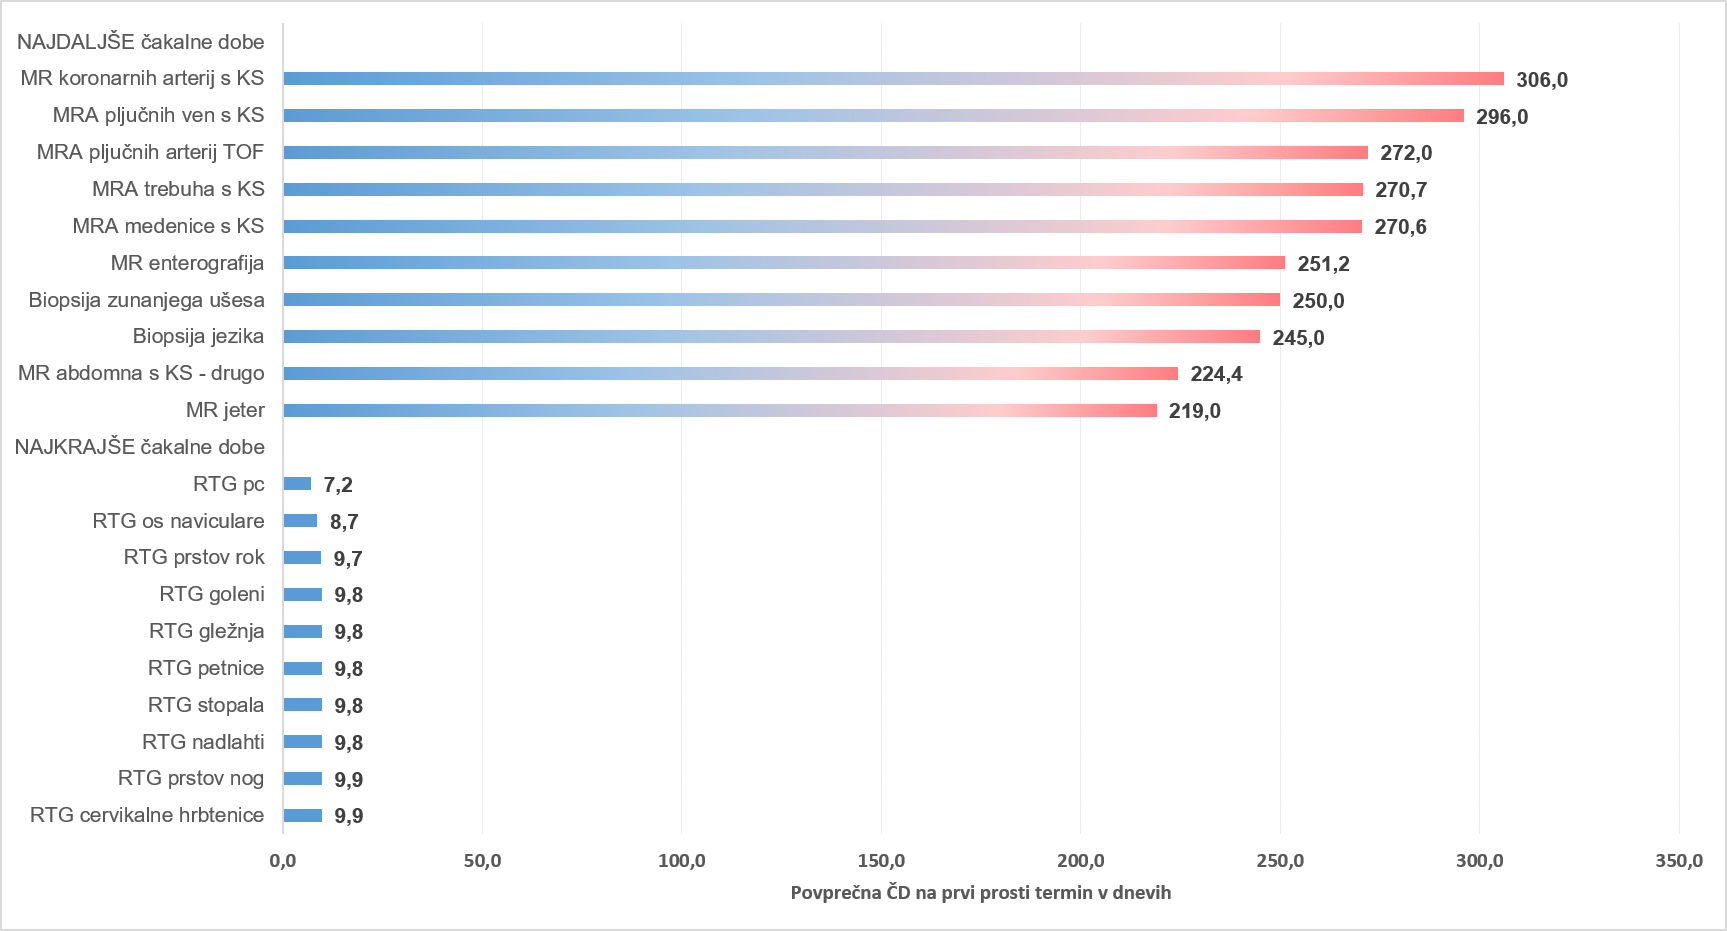 NAJDALJŠE čakalne dobe
MR koronarnih arterij s KS 306,0
MRA pljučnih ven s KS 296,0
MRA pljučnih arterij TOF 272,0
MRA trebuha s KS 270,7
MRA medenice s KS 270,6
MR enterografija 251,2
Biopsija zunanjega ušesa 250,0
Biopsija jezika 245,0
MR abdomna s KS - drugo 224,4
MR jeter 219,0
NAJKRAJŠE čakalne dobe
RTG pc 7,2
RTG os naviculare 8,7
RTG prstov rok 9,7
RTG goleni 9,8
RTG gležnja 9,8
RTG petnice 9,8
RTG stopala 9,8
RTG nadlahti 9,8
RTG prstov nog 9,9
RTG cervikalne hrbtenice 9,9
0,0 50,0 100,0 150,0 200,0 250,0 300,0 350,0
Povprečna ČD na prvi prosti termin v dnevih